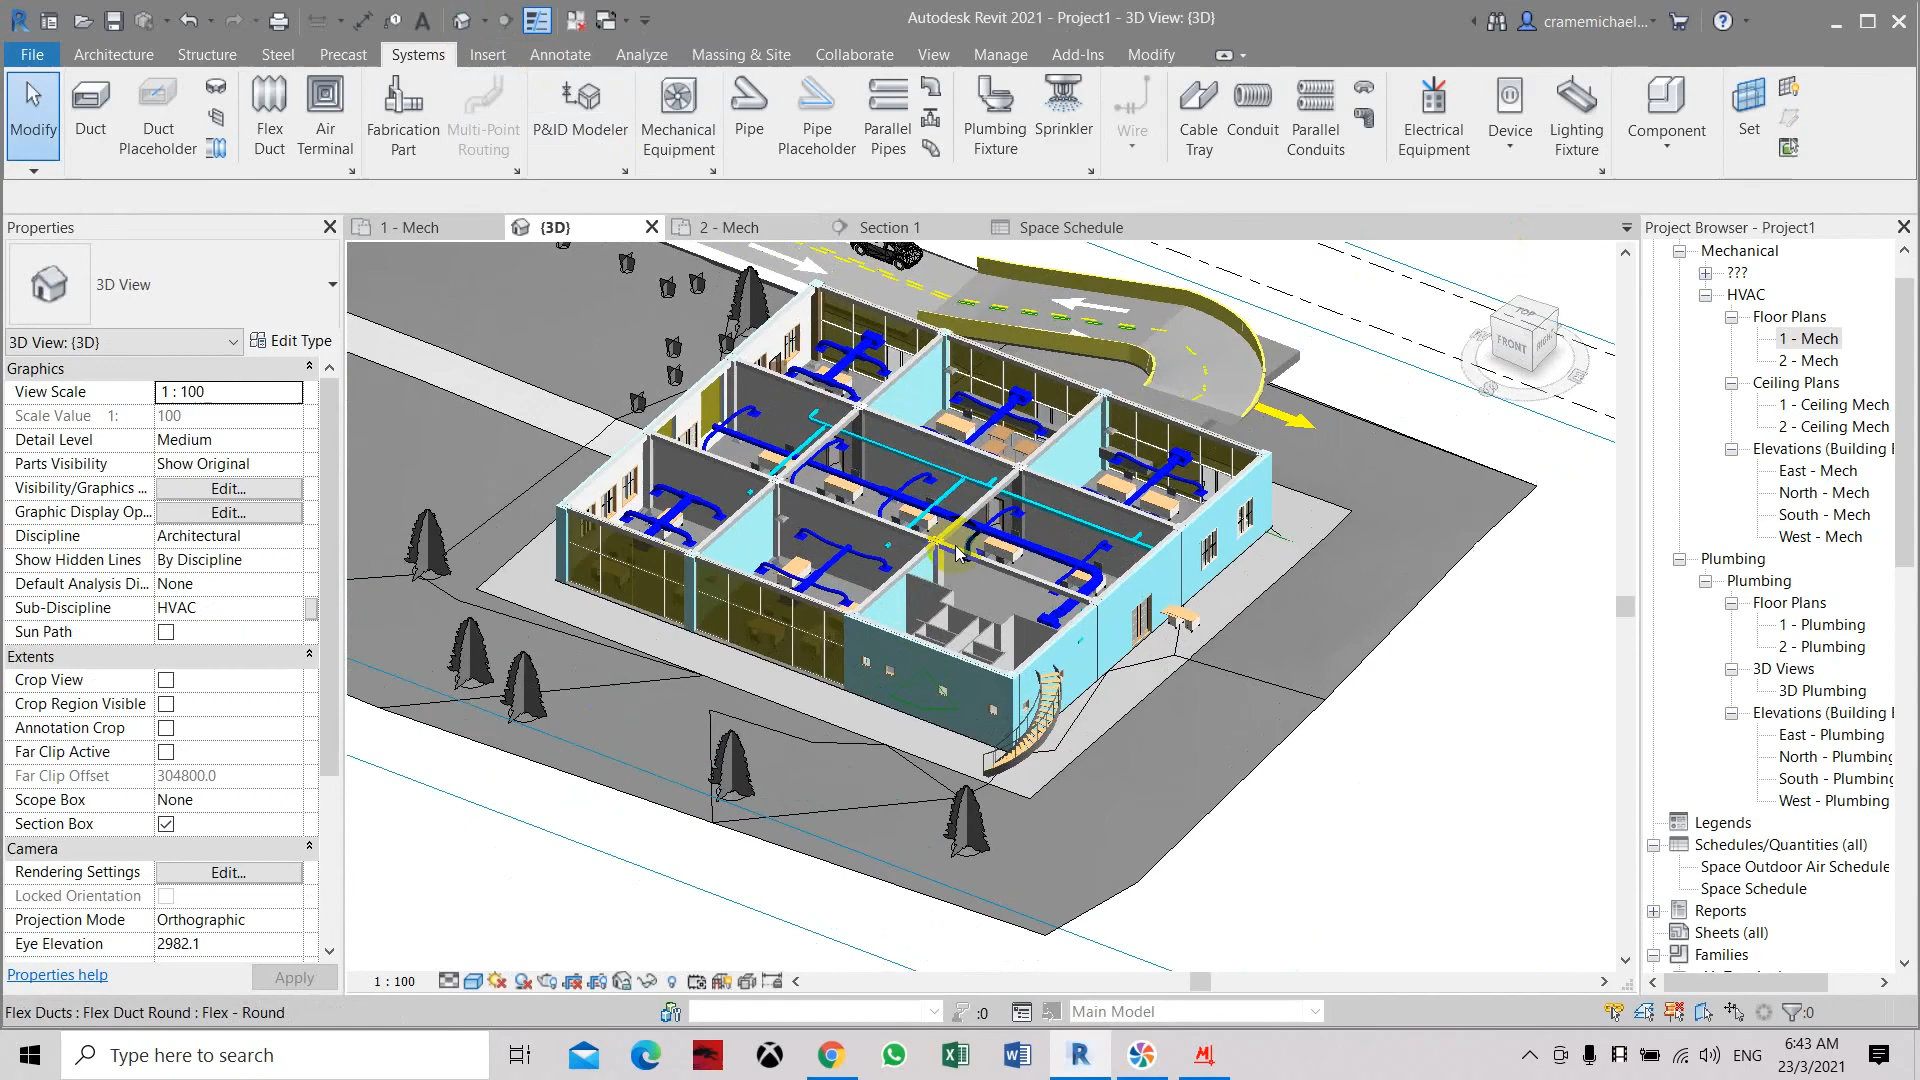 Autodesk Revit 2021 - Project1 - 3D View: {3D}
cramemichael...
File Architecture Structure Steel Precast Systems Insert Annotate Analyze Massing & Site Collaborate View Manage Add-Ins Modify
Modify
Duct
Duct Placeholder
Flex Duct
Air Terminal
Fabrication Part
Multi-Point Routing
P&ID Modeler
Mechanical Equipment
Pipe
Pipe Placeholder
Parallel Pipes
Plumbing Fixture
Sprinkler
Wire
Cable Tray
Conduit
Parallel Conduits
Electrical Equipment
Device
Lighting Fixture
Component
Set
Properties
1 - Mech
{3D}
2 - Mech
Section 1
Space Schedule
Project Browser - Project1
3D View
3D View: {3D}
Edit Type
Graphics
View Scale 1 : 100
Scale Value 1: 100
Detail Level Medium
Parts Visibility Show Original
Visibility/Graphics ... Edit...
Graphic Display Op... Edit...
Discipline Architectural
Show Hidden Lines By Discipline
Default Analysis Di... None
Sub-Discipline HVAC
Sun Path
Extents
Crop View
Crop Region Visible
Annotation Crop
Far Clip Active
Far Clip Offset 304800.0
Scope Box None
Section Box
Camera
Rendering Settings Edit...
Locked Orientation
Projection Mode Orthographic
Eye Elevation 2982.1
Properties help
Apply
TOP
FRONT
RIGHT
Mechanical
???
HVAC
Floor Plans
1 - Mech
2 - Mech
Ceiling Plans
1 - Ceiling Mech
2 - Ceiling Mech
Elevations (Building E
East - Mech
North - Mech
South - Mech
West - Mech
Plumbing
Plumbing
Floor Plans
1 - Plumbing
2 - Plumbing
3D Views
3D Plumbing
Elevations (Building E
East - Plumbing
North - Plumbing
South - Plumbing
West - Plumbing
Legends
Schedules/Quantities (all)
Space Outdoor Air Schedule
Space Schedule
Reports
Sheets (all)
Families
1 : 100
Flex Ducts : Flex Duct Round : Flex - Round
:0
Main Model
:0
Type here to search
ENG
6:43 AM
23/3/2021